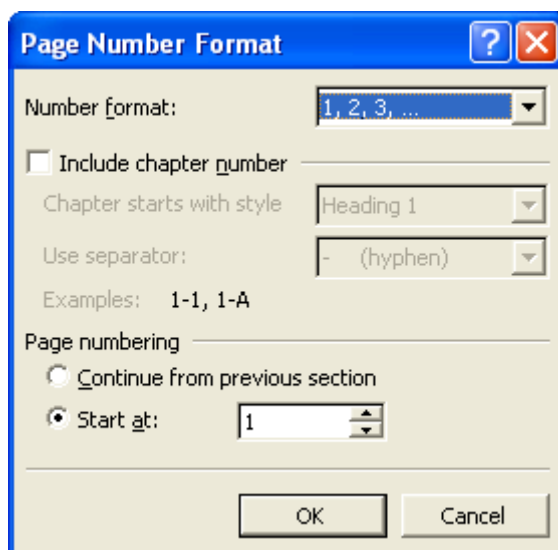 Page Number Format
Number format: 1, 2, 3, ...
Include chapter number
Chapter starts with style Heading 1
Use separator: - (hyphen)
Examples: 1-1, 1-A
Page numbering
Continue from previous section
Start at: 1
OK Cancel